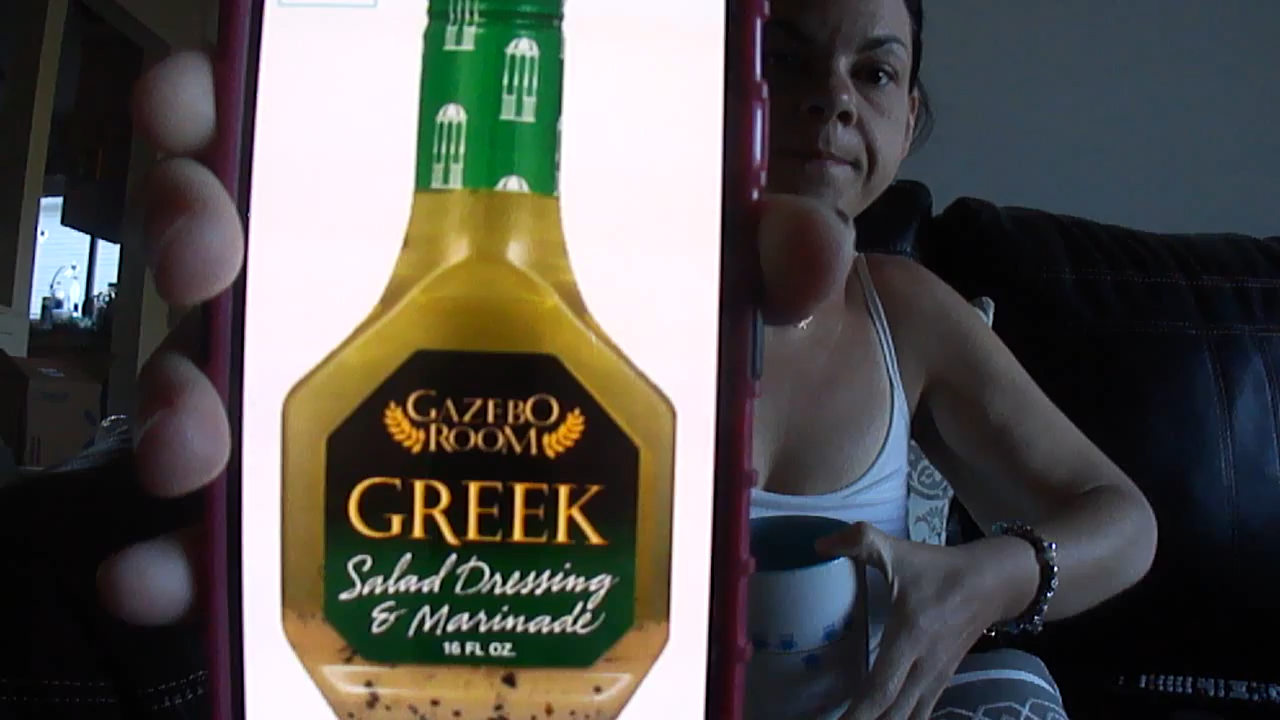 GAZEBO
ROOM
GREEK
Salad Dressing
& Marinade
16 FL OZ.